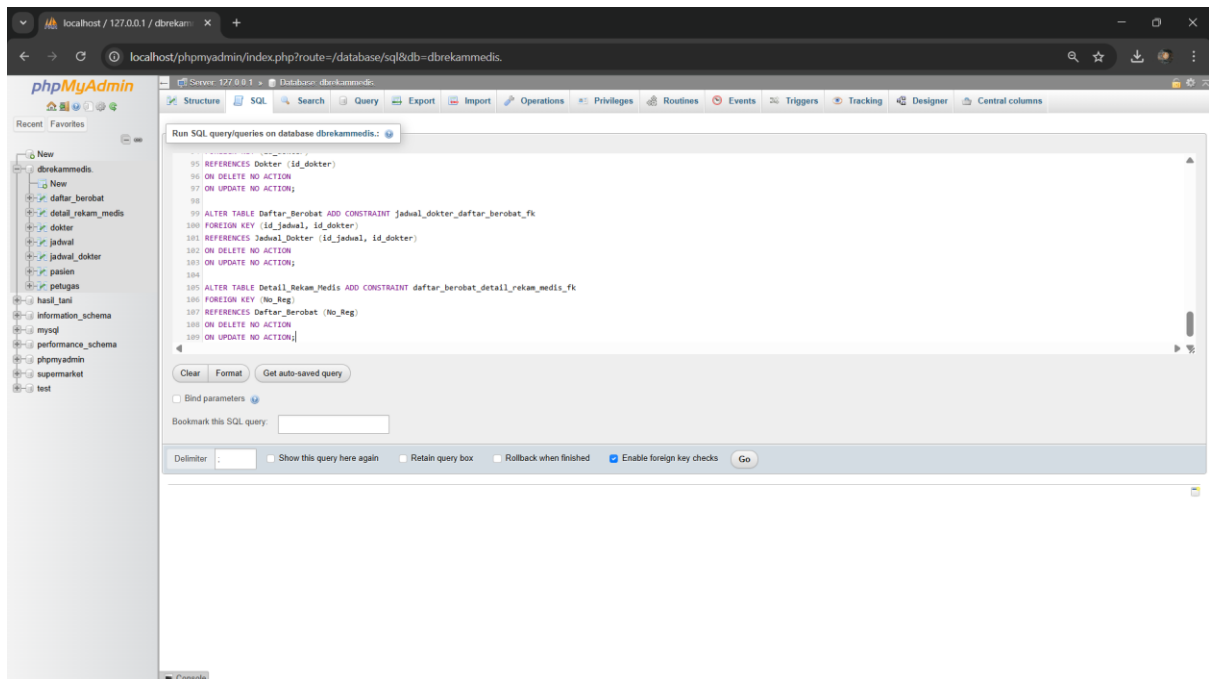 localhost / 127.0.0.1 / dbrekam
localhost/phpmyadmin/index.php?route=/database/sql&db=dbrekammedis.
phpMyAdmin
Recent Favorites
New
dbrekammedis.
New
daftar_berobat
detail_rekam_medis
dokter
jadwal
jadwal_dokter
pasien
petugas
hasil_tani
information_schema
mysql
performance_schema
phpmyadmin
supermarket
test
Server: 127.0.0.1 » Database: dbrekammedis.
Structure SQL Search Query Export Import Operations Privileges Routines Events Triggers Tracking Designer Central columns
Run SQL query/queries on database dbrekammedis.:
95 REFERENCES Dokter (id_dokter)
96 ON DELETE NO ACTION
97 ON UPDATE NO ACTION;
98
99 ALTER TABLE Daftar_Berobat ADD CONSTRAINT jadwal_dokter_daftar_berobat_fk
100 FOREIGN KEY (id_jadwal, id_dokter)
101 REFERENCES Jadwal_Dokter (id_jadwal, id_dokter)
102 ON DELETE NO ACTION
103 ON UPDATE NO ACTION;
104
105 ALTER TABLE Detail_Rekam_Medis ADD CONSTRAINT daftar_berobat_detail_rekam_medis_fk
106 FOREIGN KEY (No_Reg)
107 REFERENCES Daftar_Berobat (No_Reg)
108 ON DELETE NO ACTION
109 ON UPDATE NO ACTION;
Clear Format Get auto-saved query
Bind parameters
Bookmark this SQL query:
Delimiter ; Show this query here again Retain query box Rollback when finished Enable foreign key checks Go
Console